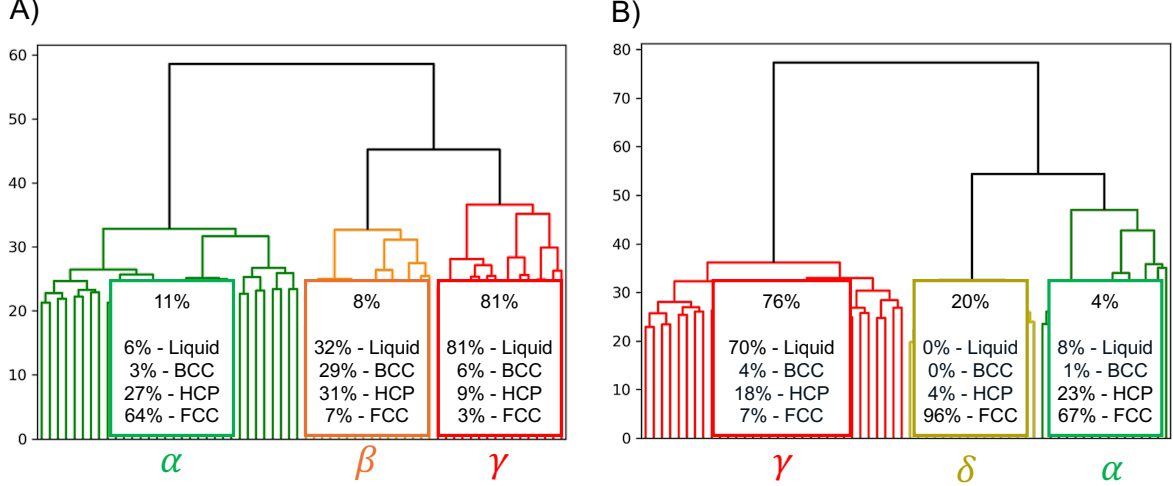 A)
60
50
40
30
20
10
0
11%
6% - Liquid
3% - BCC
27% - HCP
64% - FCC
8%
32% - Liquid
29% - BCC
31% - HCP
7% - FCC
81%
81% - Liquid
6% - BCC
9% - HCP
3% - FCC
α
β
γ
B)
80
70
60
50
40
30
20
10
0
76%
70% - Liquid
4% - BCC
18% - HCP
7% - FCC
20%
0% - Liquid
0% - BCC
4% - HCP
96% - FCC
4%
8% - Liquid
1% - BCC
23% - HCP
67% - FCC
γ
δ
α